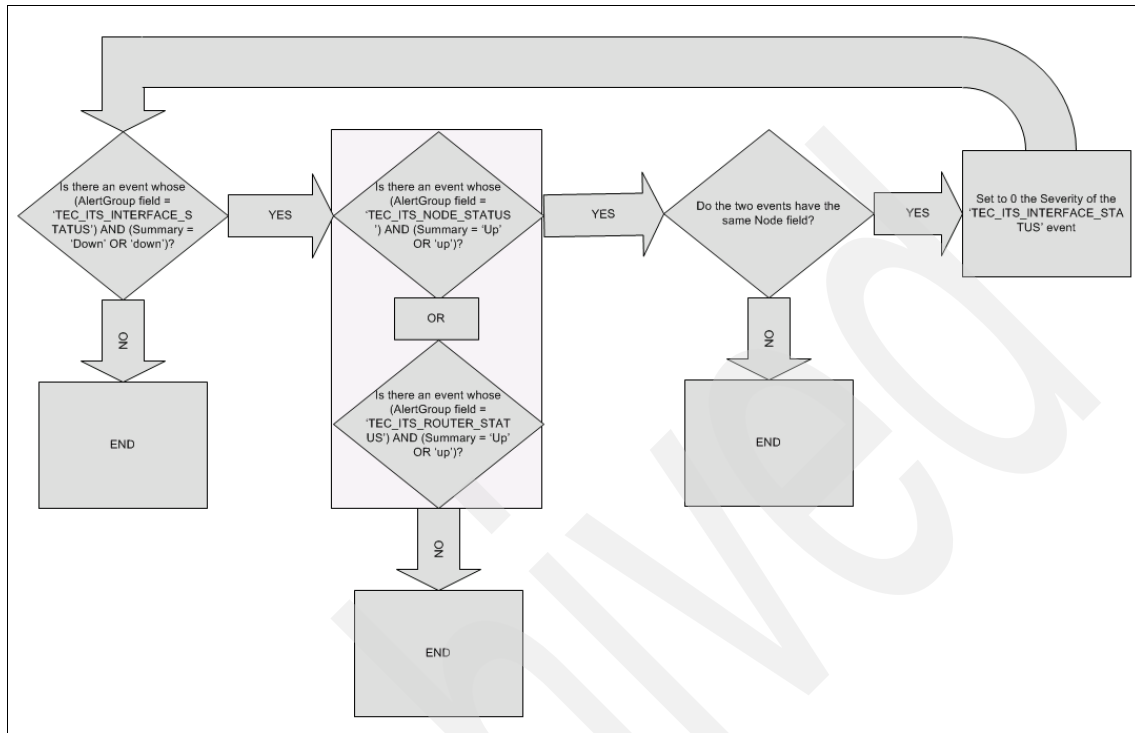 Is there an event whose
(AlertGroup field =
‘TEC_ITS_INTERFACE_S
TATUS’) AND (Summary =
‘Down’ OR ‘down’)?
YES
Is there an event whose
(AlertGroup field =
‘TEC_ITS_NODE_STATUS
’) AND (Summary = ‘Up’
OR ‘up’)?
YES
Do the two events have the
same Node field?
YES
Set to 0 the Severity of the
‘TEC_ITS_INTERFACE_STA
TUS’ event
NO
END
OR
Is there an event whose
(AlertGroup field =
‘TEC_ITS_ROUTER_STAT
US’) AND (Summary = ‘Up’
OR ‘up’)?
NO
END
NO
END
hived